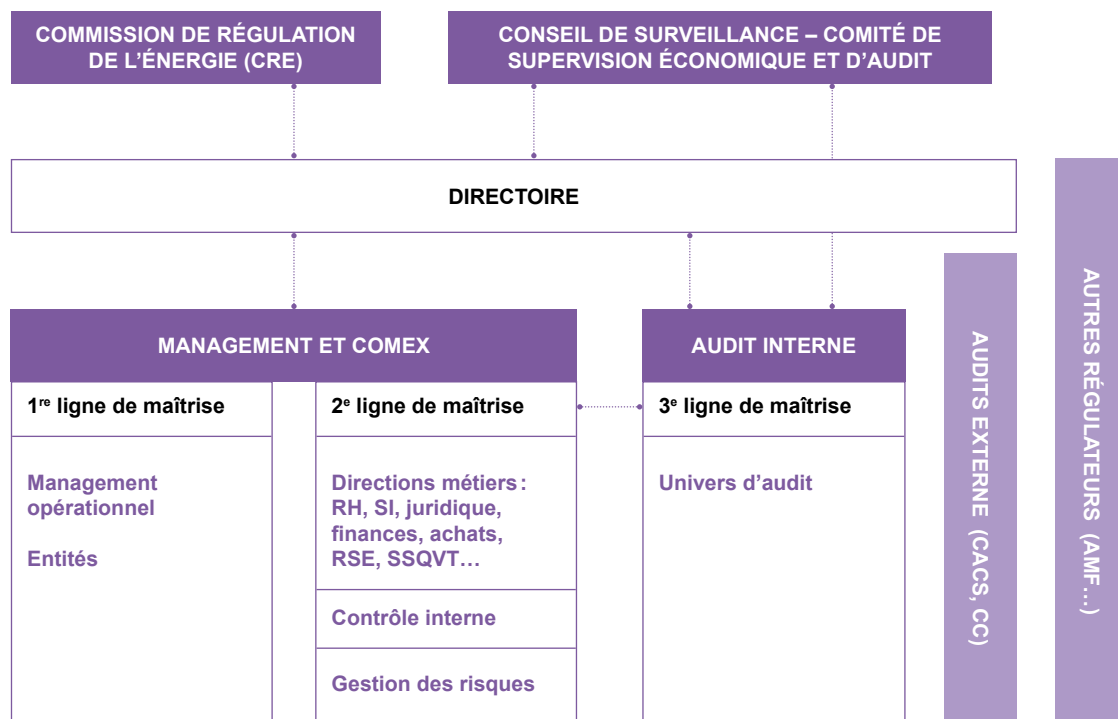 COMMISSION DE RÉGULATION
DE L’ÉNERGIE (CRE)
CONSEIL DE SURVEILLANCE – COMITÉ DE
SUPERVISION ÉCONOMIQUE ET D’AUDIT
DIRECTOIRE
MANAGEMENT ET COMEX
1re ligne de maîtrise
Management
opérationnel
Entités
2e ligne de maîtrise
Directions métiers :
RH, SI, juridique,
finances, achats,
RSE, SSQVT…
Contrôle interne
Gestion des risques
AUDIT INTERNE
3e ligne de maîtrise
Univers d’audit
AUDITS EXTERNE (CACS, CC)
AUTRES RÉGULATEURS (AMF…)